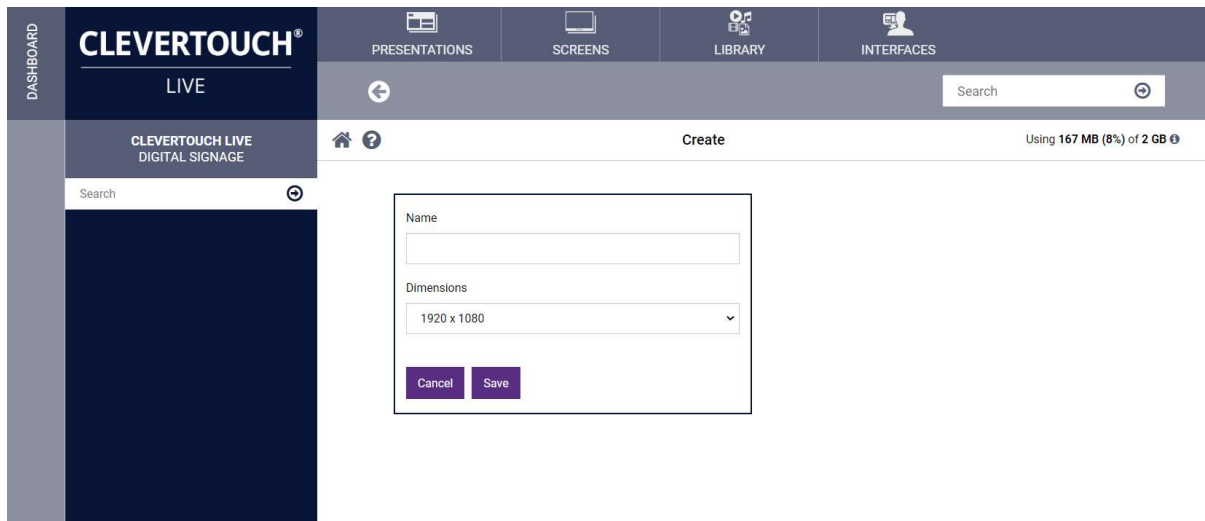 DASHBOARD
CLEVERTOUCH®
LIVE
PRESENTATIONS
SCREENS
LIBRARY
INTERFACES
Search
CLEVERTOUCH LIVE
DIGITAL SIGNAGE
Search
Create
Using 167 MB (8%) of 2 GB
Name
Dimensions
1920 x 1080
Cancel
Save